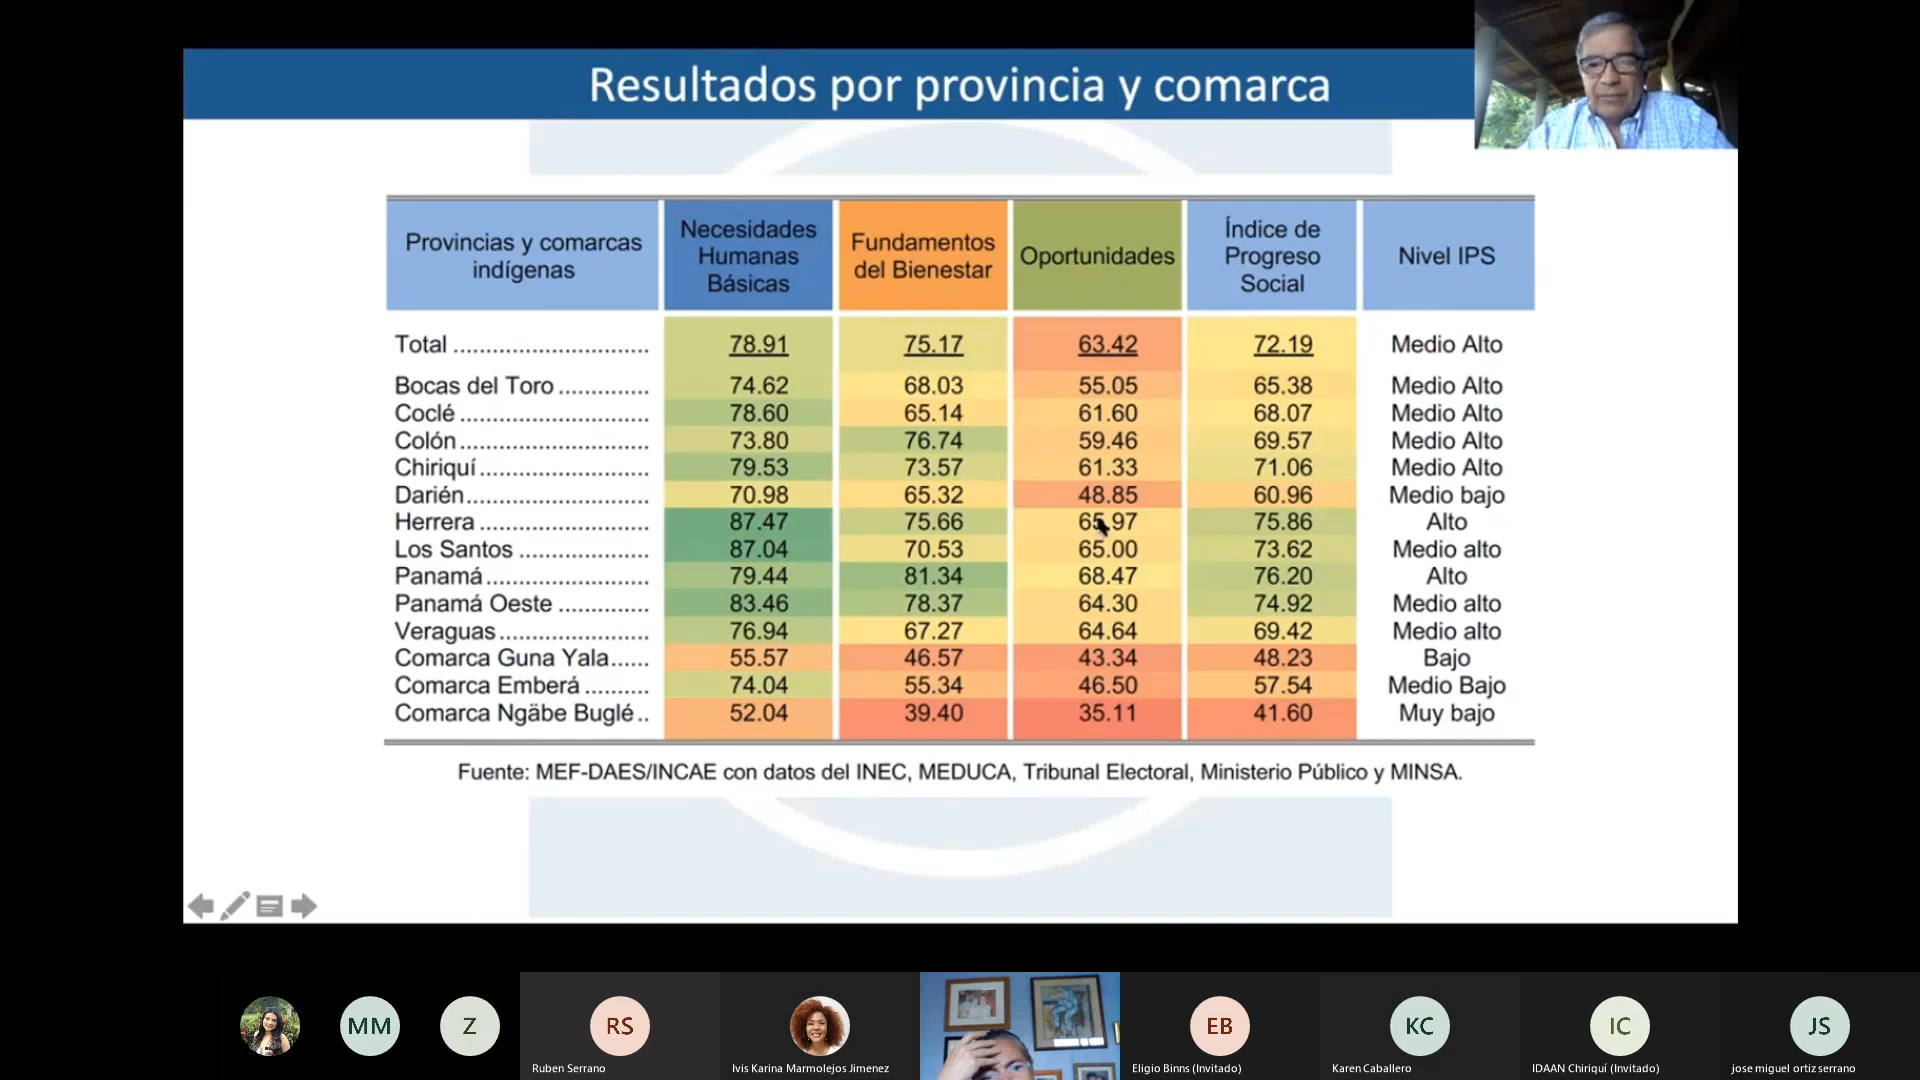 Resultados por provincia y comarca
Provincias y comarcas indígenas
Necesidades Humanas Básicas
Fundamentos del Bienestar
Oportunidades
Índice de Progreso Social
Nivel IPS
Total .............................. 78.91 75.17 63.42 72.19 Medio Alto
Bocas del Toro .............. 74.62 68.03 55.05 65.38 Medio Alto
Coclé ............................. 78.60 65.14 61.60 68.07 Medio Alto
Colón ............................. 73.80 76.74 59.46 69.57 Medio Alto
Chiriquí .......................... 79.53 73.57 61.33 71.06 Medio Alto
Darién ............................ 70.98 65.32 48.85 60.96 Medio bajo
Herrera .......................... 87.47 75.66 65.97 75.86 Alto
Los Santos .................... 87.04 70.53 65.00 73.62 Medio alto
Panamá ......................... 79.44 81.34 68.47 76.20 Alto
Panamá Oeste .............. 83.46 78.37 64.30 74.92 Medio alto
Veraguas ....................... 76.94 67.27 64.64 69.42 Medio alto
Comarca Guna Yala...... 55.57 46.57 43.34 48.23 Bajo
Comarca Emberá .......... 74.04 55.34 46.50 57.54 Medio Bajo
Comarca Ngäbe Buglé .. 52.04 39.40 35.11 41.60 Muy bajo
Fuente: MEF-DAES/INCAE con datos del INEC, MEDUCA, Tribunal Electoral, Ministerio Público y MINSA.
MM
Z
RS
EB
KC
IC
JS
Ruben Serrano
Ivis Karina Marmolejos Jimenez
Eligio Binns (Invitado)
Karen Caballero
IDAAN Chiriquí (Invitado)
jose miguel ortiz serrano